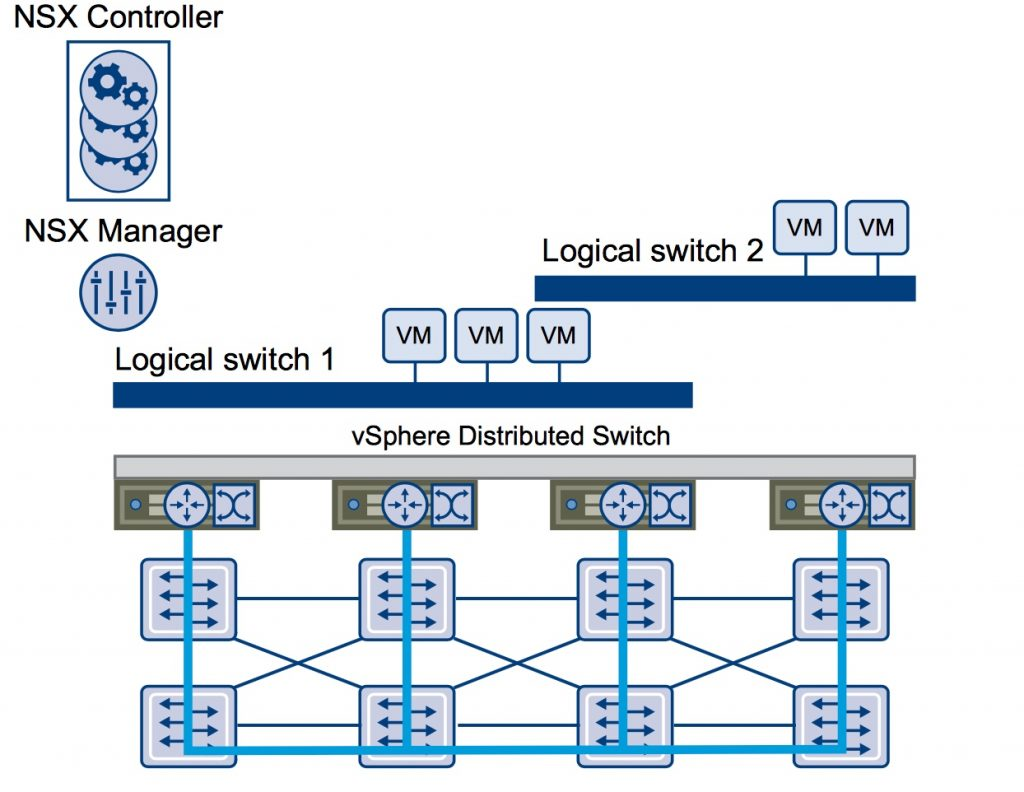 NSX Controller
NSX Manager
VM VM
Logical switch 2
VM VM VM
Logical switch 1
vSphere Distributed Switch